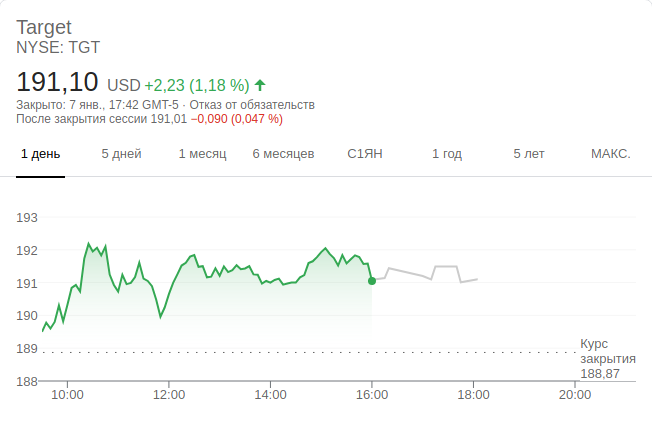 Target
NYSE: TGT
191,10 USD +2,23 (1,18 %)
Закрыто: 7 янв., 17:42 GMT-5 · Отказ от обязательств
После закрытия сессии 191,01 −0,090 (0,047 %)
1 день 5 дней 1 месяц 6 месяцев С1ЯН 1 год 5 лет МАКС.
193
192
191
190
189
188
Курс
закрытия
188,87
10:00 12:00 14:00 16:00 18:00 20:00